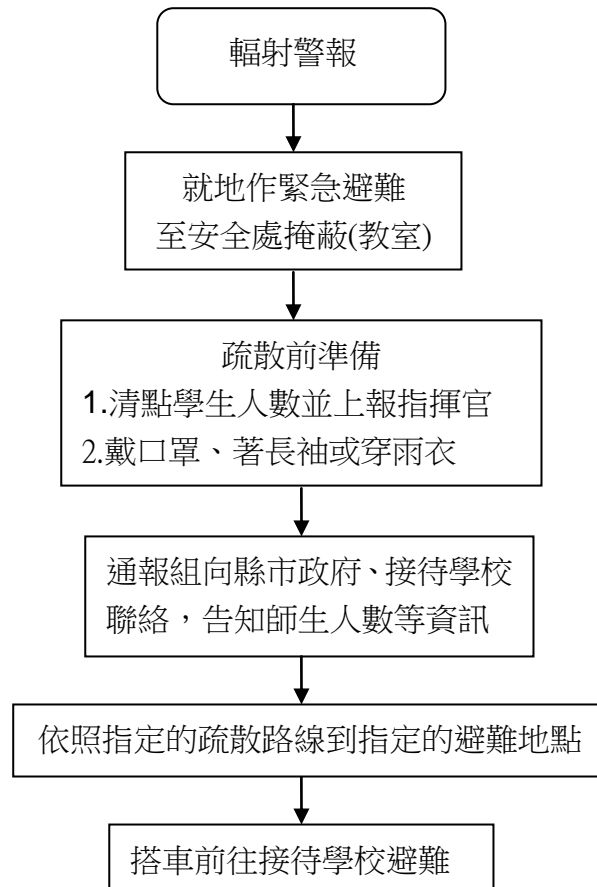 輻射警報
就地作緊急避難
至安全處掩蔽(教室)
疏散前準備
1.清點學生人數並上報指揮官
2.戴口罩、著長袖或穿雨衣
通報組向縣市政府、接待學校
聯絡，告知師生人數等資訊
依照指定的疏散路線到指定的避難地點
搭車前往接待學校避難